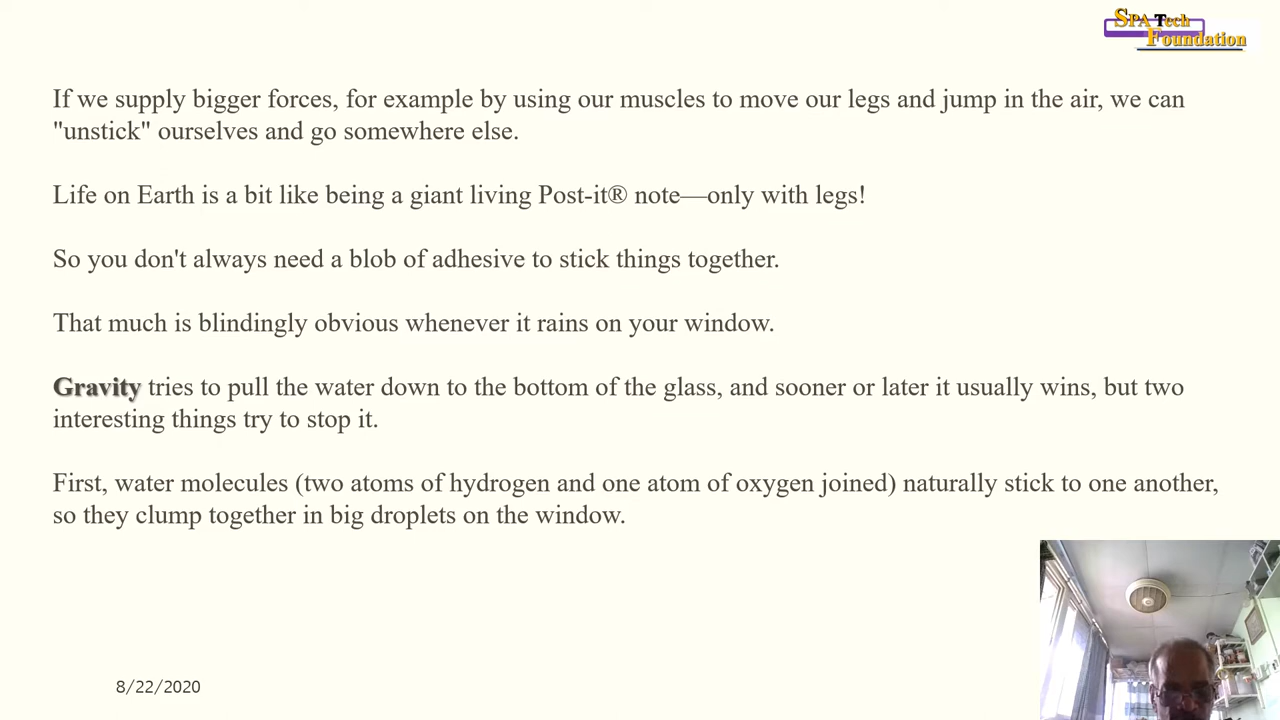 SPA Tech
Foundation
If we supply bigger forces, for example by using our muscles to move our legs and jump in the air, we can
"unstick" ourselves and go somewhere else.
Life on Earth is a bit like being a giant living Post-it® note—only with legs!
So you don't always need a blob of adhesive to stick things together.
That much is blindingly obvious whenever it rains on your window.
Gravity tries to pull the water down to the bottom of the glass, and sooner or later it usually wins, but two
interesting things try to stop it.
First, water molecules (two atoms of hydrogen and one atom of oxygen joined) naturally stick to one another,
so they clump together in big droplets on the window.
8/22/2020